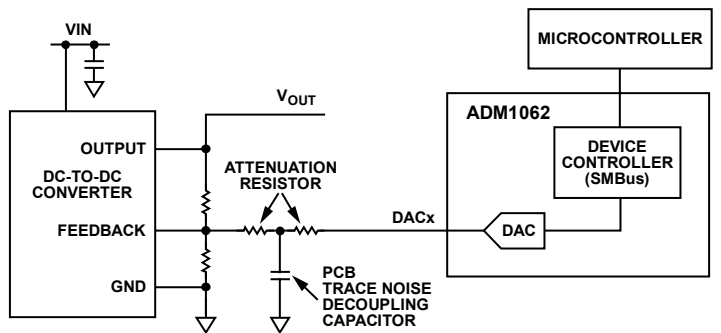 VIN
MICROCONTROLLER
VOUT
ADM1062
OUTPUT
DEVICE
CONTROLLER
(SMBus)
DC-TO-DC
CONVERTER
ATTENUATION
RESISTOR
FEEDBACK
DACx
DAC
GND
PCB
TRACE NOISE
DECOUPLING
CAPACITOR